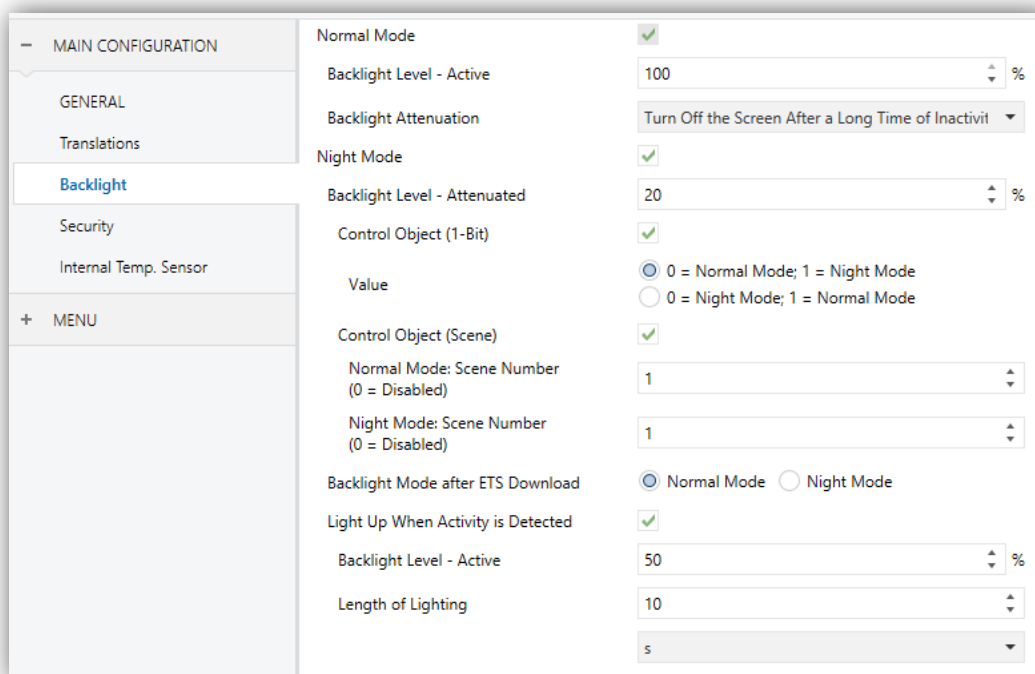 MAIN CONFIGURATION
GENERAL
Translations
Backlight
Security
Internal Temp. Sensor
MENU
Normal Mode
Backlight Level - Active
100
%
Backlight Attenuation
Turn Off the Screen After a Long Time of Inactivit
Night Mode
Backlight Level - Attenuated
20
%
Control Object (1-Bit)
Value
0 = Normal Mode; 1 = Night Mode
0 = Night Mode; 1 = Normal Mode
Control Object (Scene)
Normal Mode: Scene Number
(0 = Disabled)
1
Night Mode: Scene Number
(0 = Disabled)
1
Backlight Mode after ETS Download
Normal Mode
Night Mode
Light Up When Activity is Detected
Backlight Level - Active
50
%
Length of Lighting
10
s